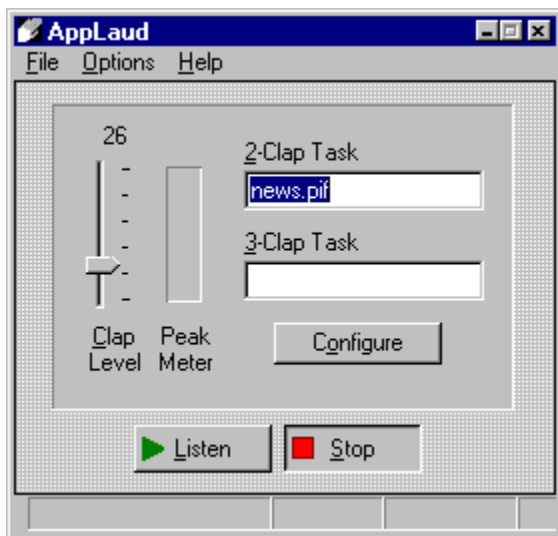 AppLaud
File Options Help
26
2-Clap Task
news.pif
3-Clap Task
Clap Level
Peak Meter
Configure
Listen Stop